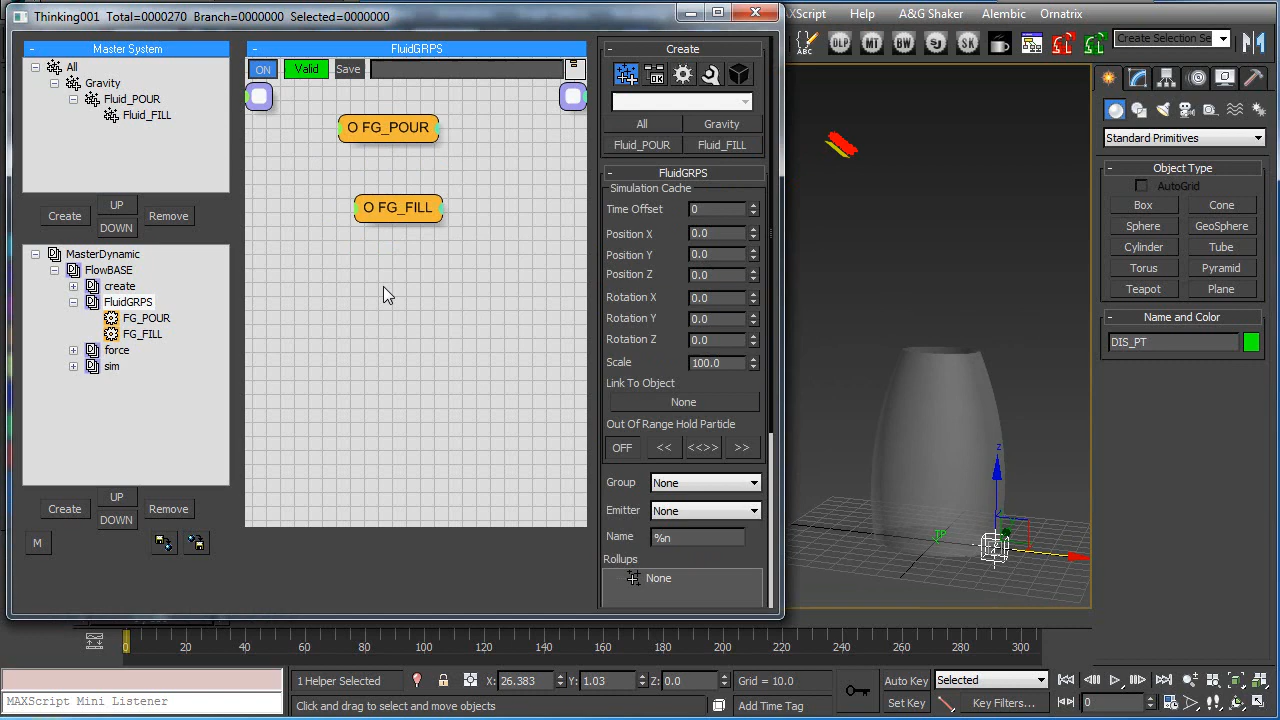 Thinking001 Total=0000270 Branch=0000000 Selected=0000000
AXScript Help A&G Shaker Alembic Ornatrix
ABC DLP MT BW SJ SK Create Selection Se
- Master System
All
Gravity
Fluid_POUR
Fluid_FILL
Create UP DOWN Remove
MasterDynamic
FlowBASE
create
FluidGRPS
FG_POUR
FG_FILL
force
sim
Create UP DOWN Remove
M
- FluidGRPS
ON Valid Save
O FG_POUR
O FG_FILL
- Create
All Gravity
Fluid_POUR Fluid_FILL
- FluidGRPS
Simulation Cache
Time Offset 0
Position X 0.0
Position Y 0.0
Position Z 0.0
Rotation X 0.0
Rotation Y 0.0
Rotation Z 0.0
Scale 100.0
Link To Object
None
Out Of Range Hold Particle
OFF << <<>> >>
Group None
Emitter None
Name %n
Rollups
None
z
TP
Standard Primitives
- Object Type
AutoGrid
Box Cone
Sphere GeoSphere
Cylinder Tube
Torus Pyramid
Teapot Plane
- Name and Color
DIS_PT
0 20 40 60 80 100 120 140 160 180 200 220 240 260 280 300
MAXScript Mini Listener
1 Helper Selected X: 26.383 Y: 1.03 Z: 0.0 Grid = 10.0 Auto Key Selected
Click and drag to select and move objects Add Time Tag Set Key Key Filters... 0